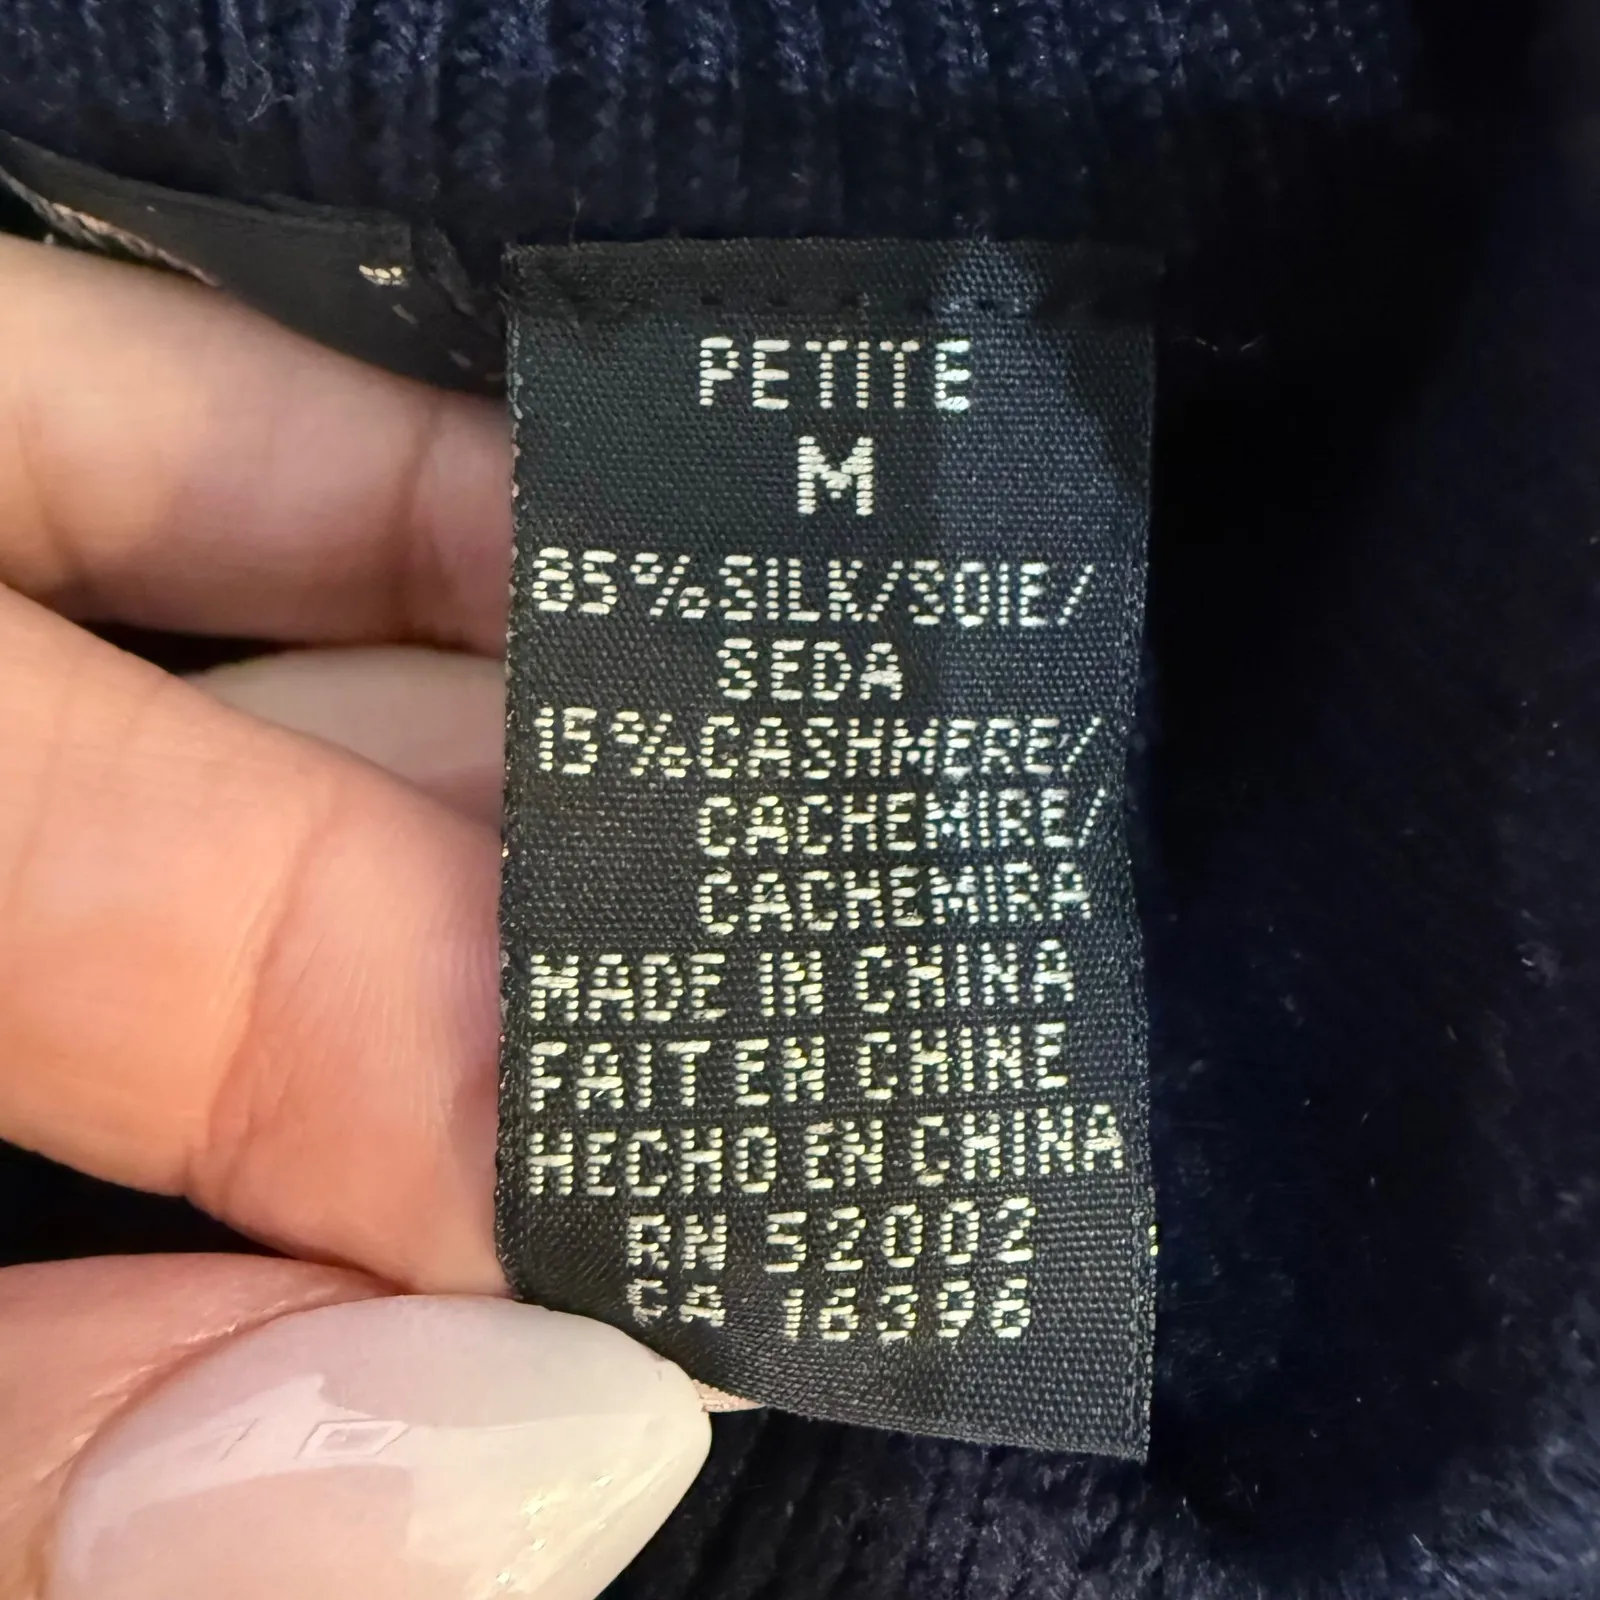 PETITE
M
85%SILK/SOIE/
SEDA
15%CASHMERE/
CACHEMIRE/
CACHEMIRA
MADE IN CHINA
FAIT EN CHINE
HECHO EN CHINA
RN 52002
CA 16396